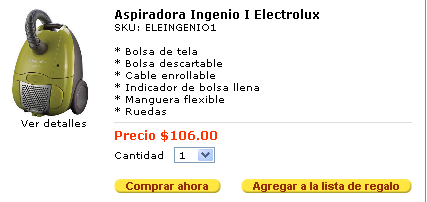 Aspiradora Ingenio I Electrolux
SKU: ELEINGENIO1
* Bolsa de tela
* Bolsa descartable
* Cable enrollable
* Indicador de bolsa llena
* Manguera flexible
* Ruedas
Ver detalles
Precio $106.00
Cantidad 1
Comprar ahora
Agregar a la lista de regalo